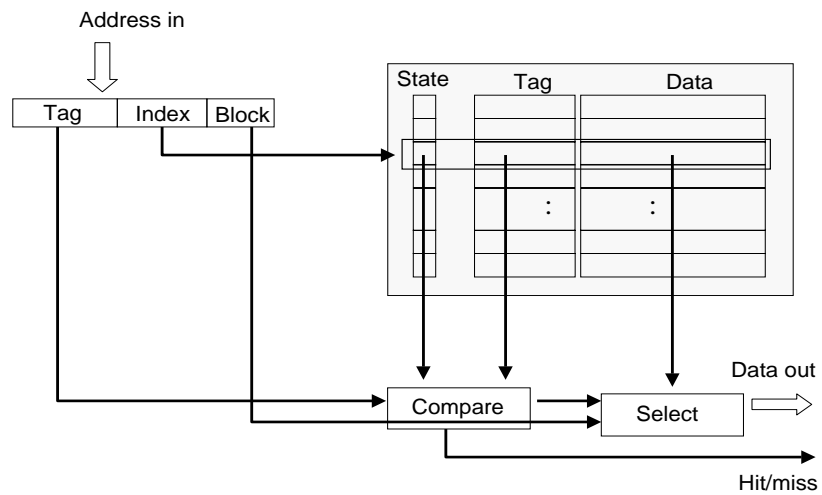 Address in
Tag Index Block
State Tag Data
: :
Compare
Select
Data out
Hit/miss